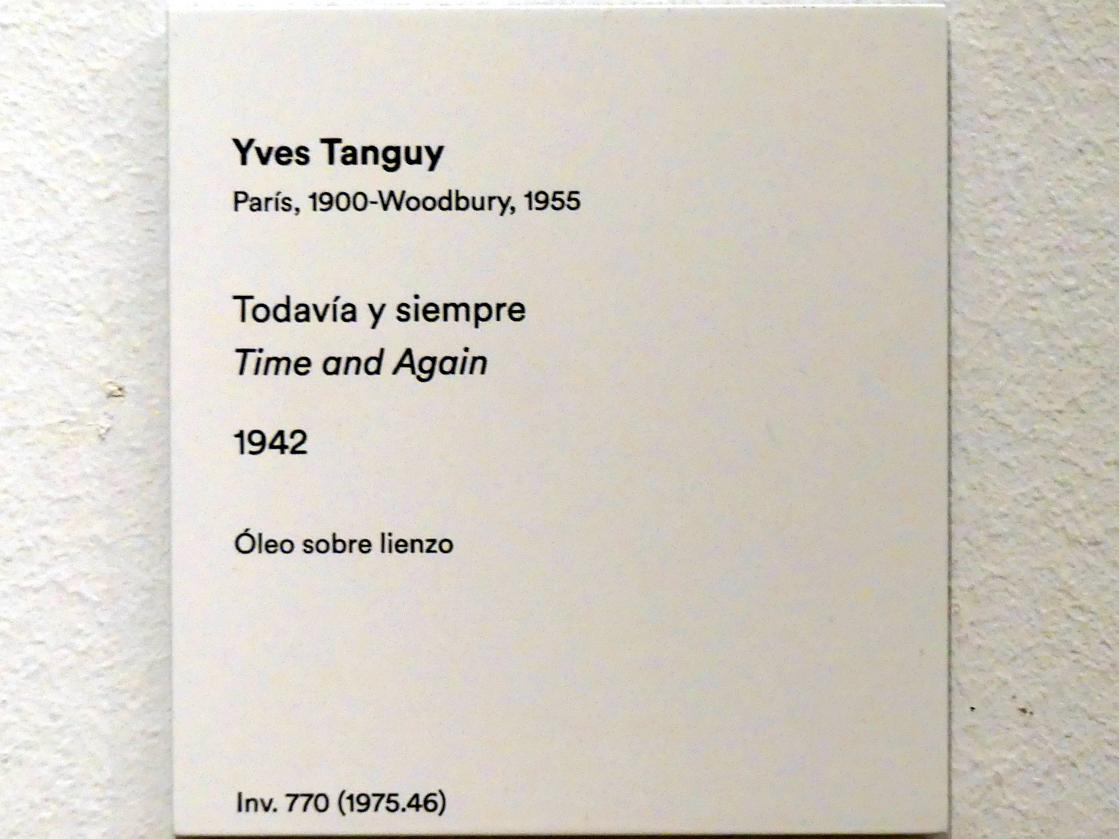 Yves Tanguy
París, 1900-Woodbury, 1955
Todavía y siempre
Time and Again
1942
Óleo sobre lienzo
Inv. 770 (1975.46)